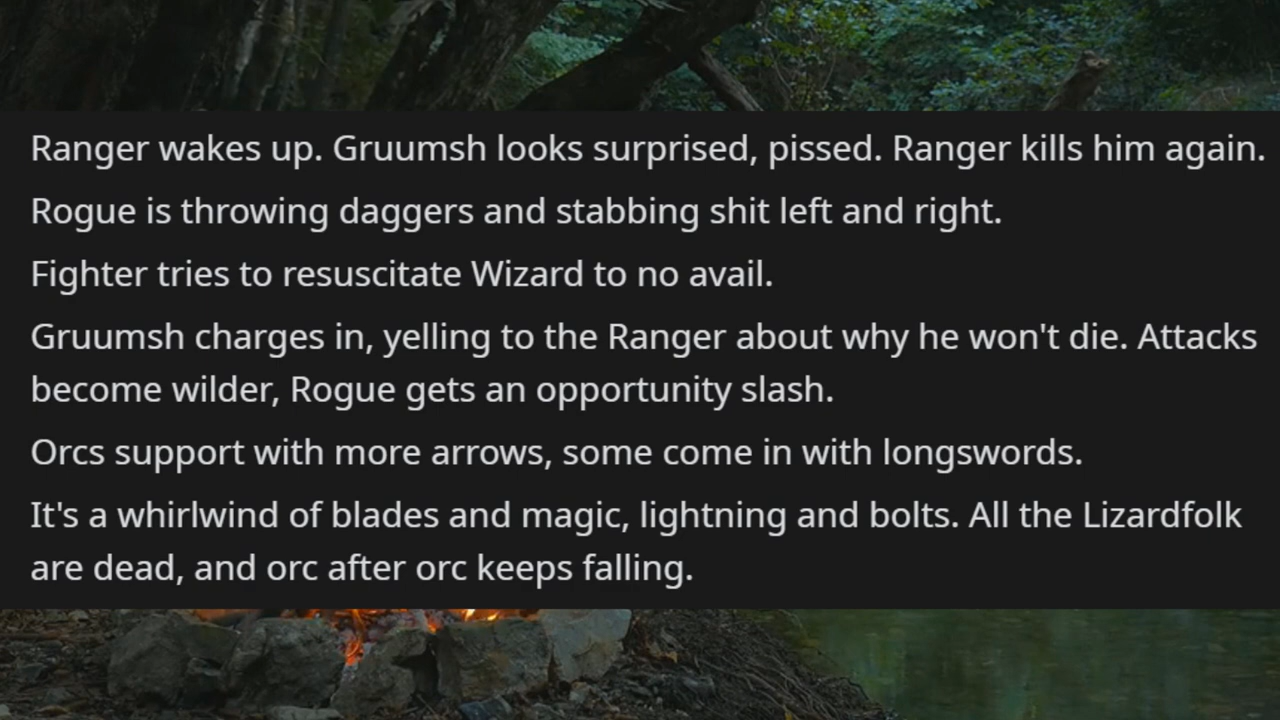 Ranger wakes up. Gruumsh looks surprised, pissed. Ranger kills him again.
Rogue is throwing daggers and stabbing shit left and right.
Fighter tries to resuscitate Wizard to no avail.
Gruumsh charges in, yelling to the Ranger about why he won't die. Attacks
become wilder, Rogue gets an opportunity slash.
Orcs support with more arrows, some come in with longswords.
It's a whirlwind of blades and magic, lightning and bolts. All the Lizardfolk
are dead, and orc after orc keeps falling.